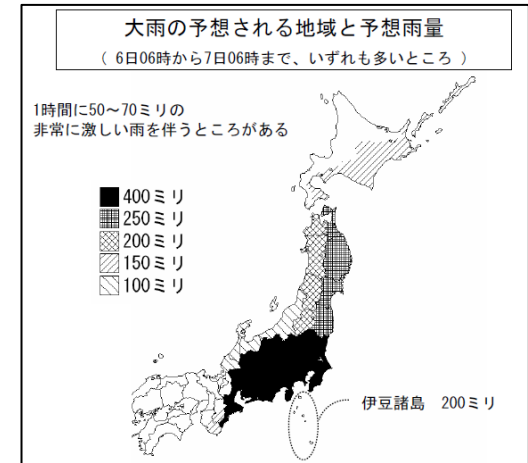 大雨の予想される地域と予想雨量
( 6日06時から7日06時まで、いずれも多いところ )
1時間に50～70ミリの
非常に激しい雨を伴うところがある
400ミリ
250ミリ
200ミリ
150ミリ
100ミリ
伊豆諸島 200ミリ